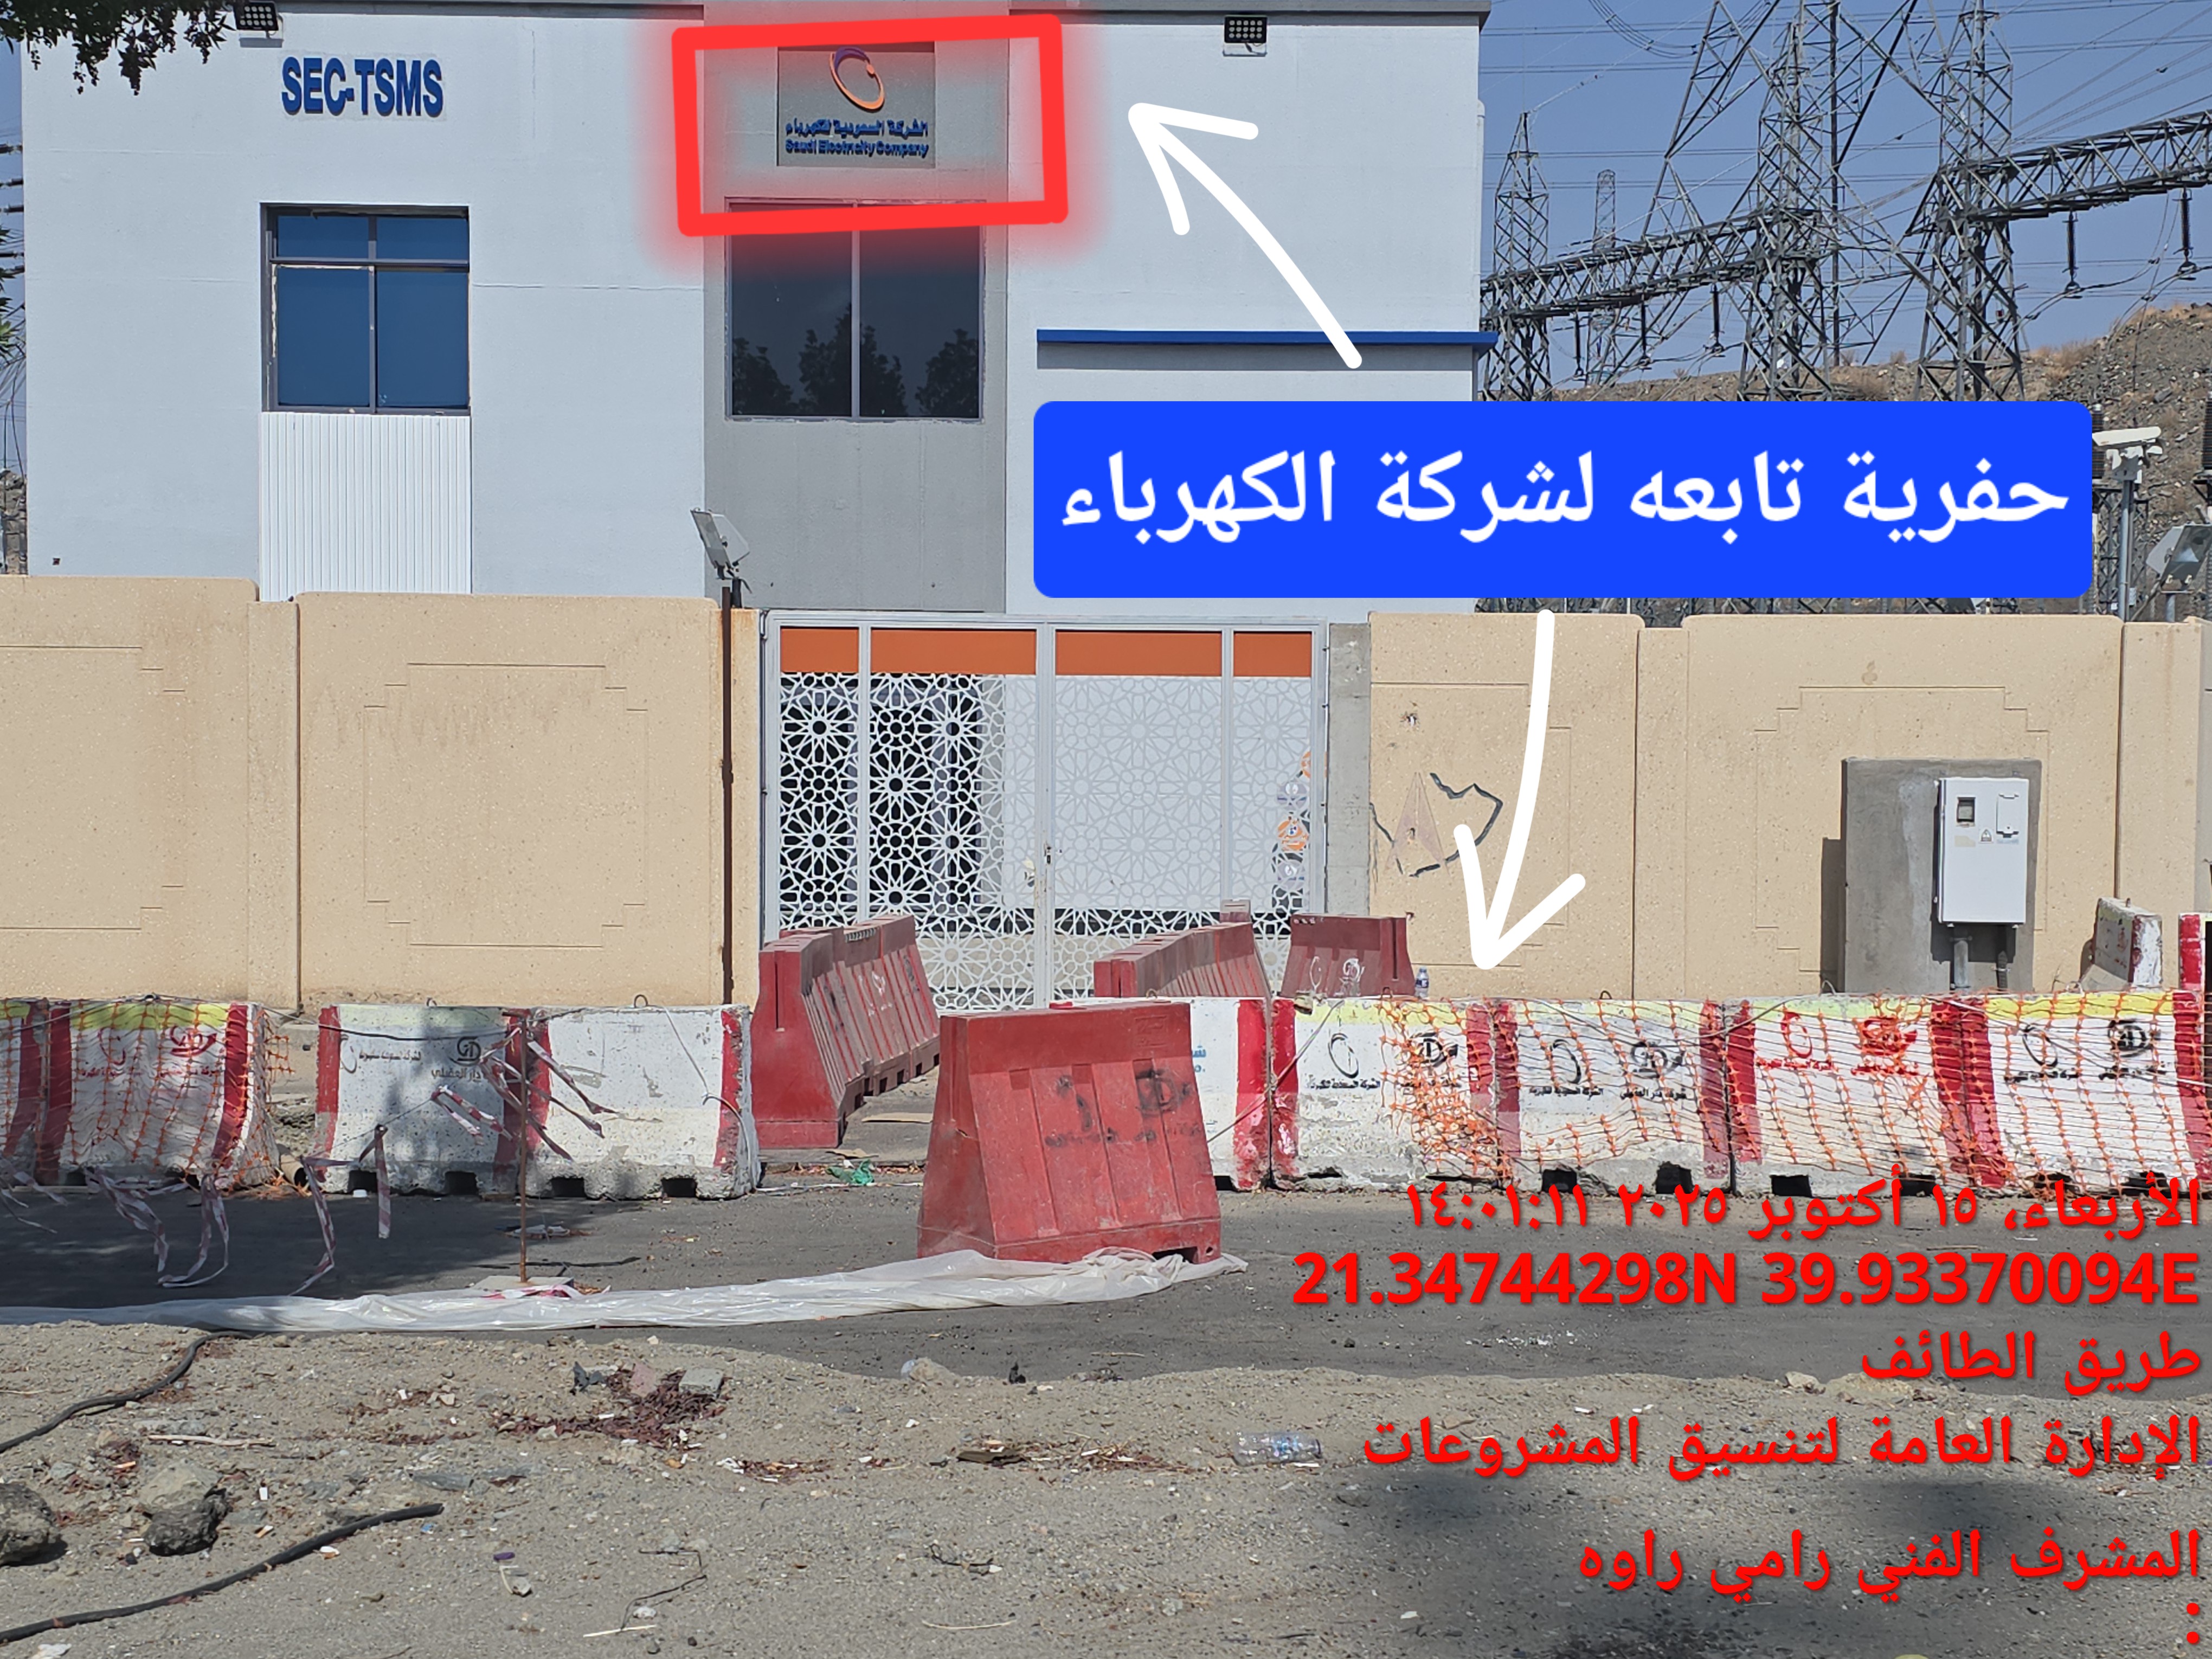 SEC-TSMS
الشركة السعودية للكهرباء
Saudi Electricity Company
حفرية تابعه لشركة الكهرباء
الأربعاء، ١٥ أكتوبر ٢٠٢٥ ١٤:٠١:١١
21.34744298N 39.93370094E
طريق الطائف
الإدارة العامة لتنسيق المشروعات
المشرف الفني رامي راوه
: